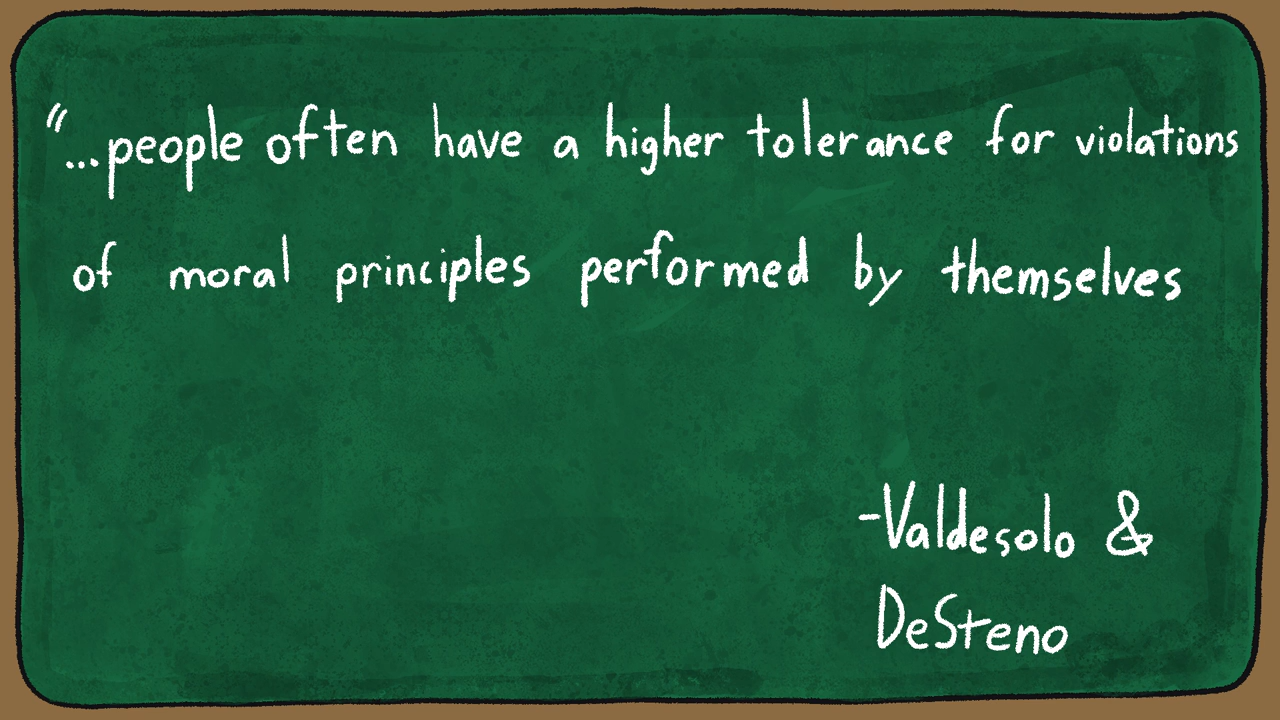 "...people often have a higher tolerance for violations
of moral principles performed by themselves
-Valdesolo &
DeSteno